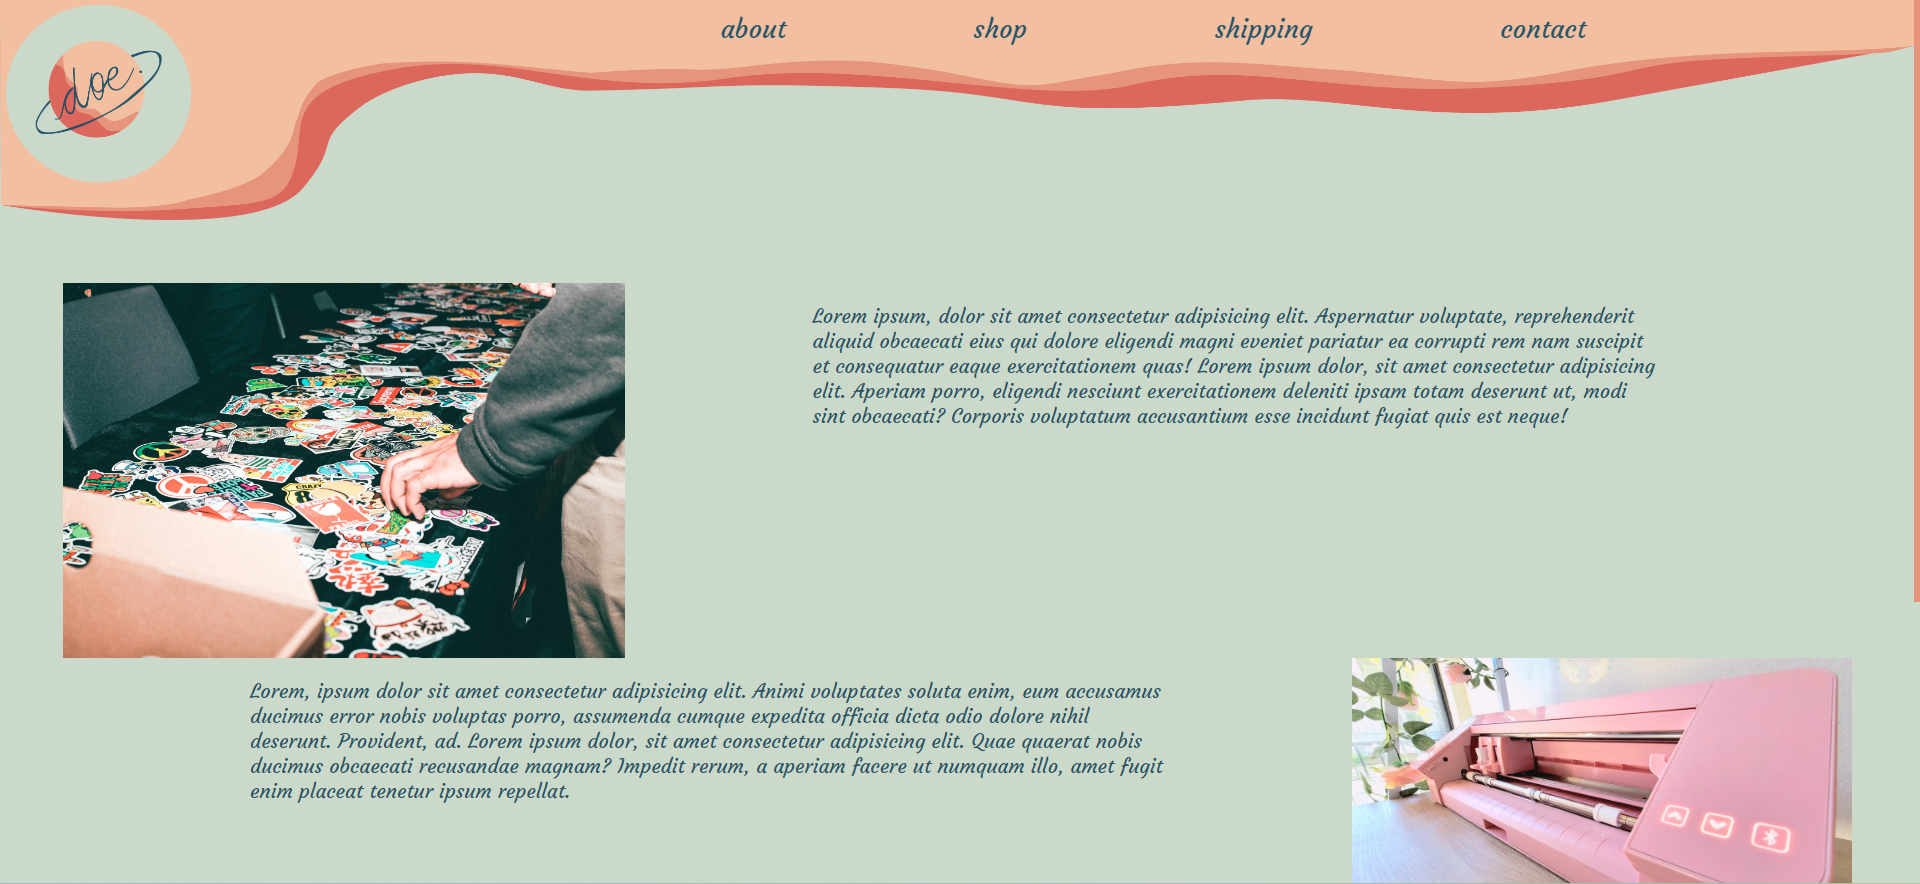 doe
about shop shipping contact
Lorem ipsum, dolor sit amet consectetur adipisicing elit. Aspernatur voluptate, reprehenderit
aliquid obcaecati eius qui dolore eligendi magni eveniet pariatur ea corrupti rem nam suscipit
et consequatur eaque exercitationem quas! Lorem ipsum dolor, sit amet consectetur adipisicing
elit. Aperiam porro, eligendi nesciunt exercitationem deleniti ipsam totam deserunt ut, modi
sint obcaecati? Corporis voluptatum accusantium esse incidunt fugiat quis est neque!
CRAZY
Lorem, ipsum dolor sit amet consectetur adipisicing elit. Animi voluptates soluta enim, eum accusamus
ducimus error nobis voluptas porro, assumenda cumque expedita officia dicta odio dolore nihil
deserunt. Provident, ad. Lorem ipsum dolor, sit amet consectetur adipisicing elit. Quae quaerat nobis
ducimus obcaecati recusandae magnam? Impedit rerum, a aperiam facere ut numquam illo, amet fugit
enim placeat tenetur ipsum repellat.